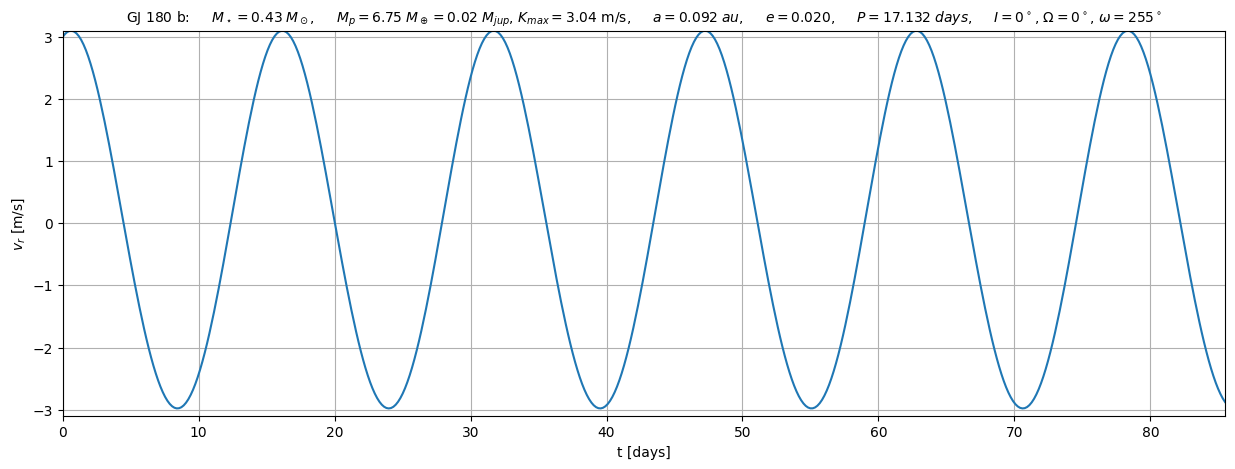 GJ 180 b: M⋆ = 0.43 M⊙, Mp = 6.75 M⊕ = 0.02 Mjup, Kmax = 3.04 m/s, a = 0.092 au, e = 0.020, P = 17.132 days, I = 0°, Ω = 0°, ω = 255°
3
2
1
0
−1
−2
−3
vr [m/s]
0 10 20 30 40 50 60 70 80
t [days]